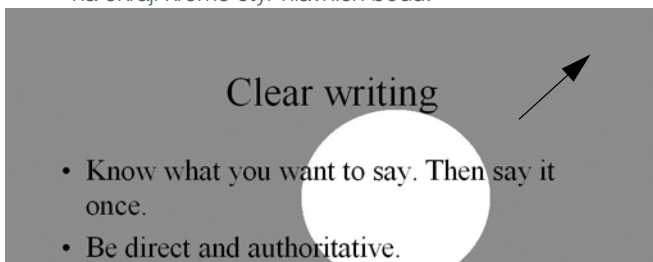 Clear writing
• Know what you want to say. Then say it
once.
• Be direct and authoritative.